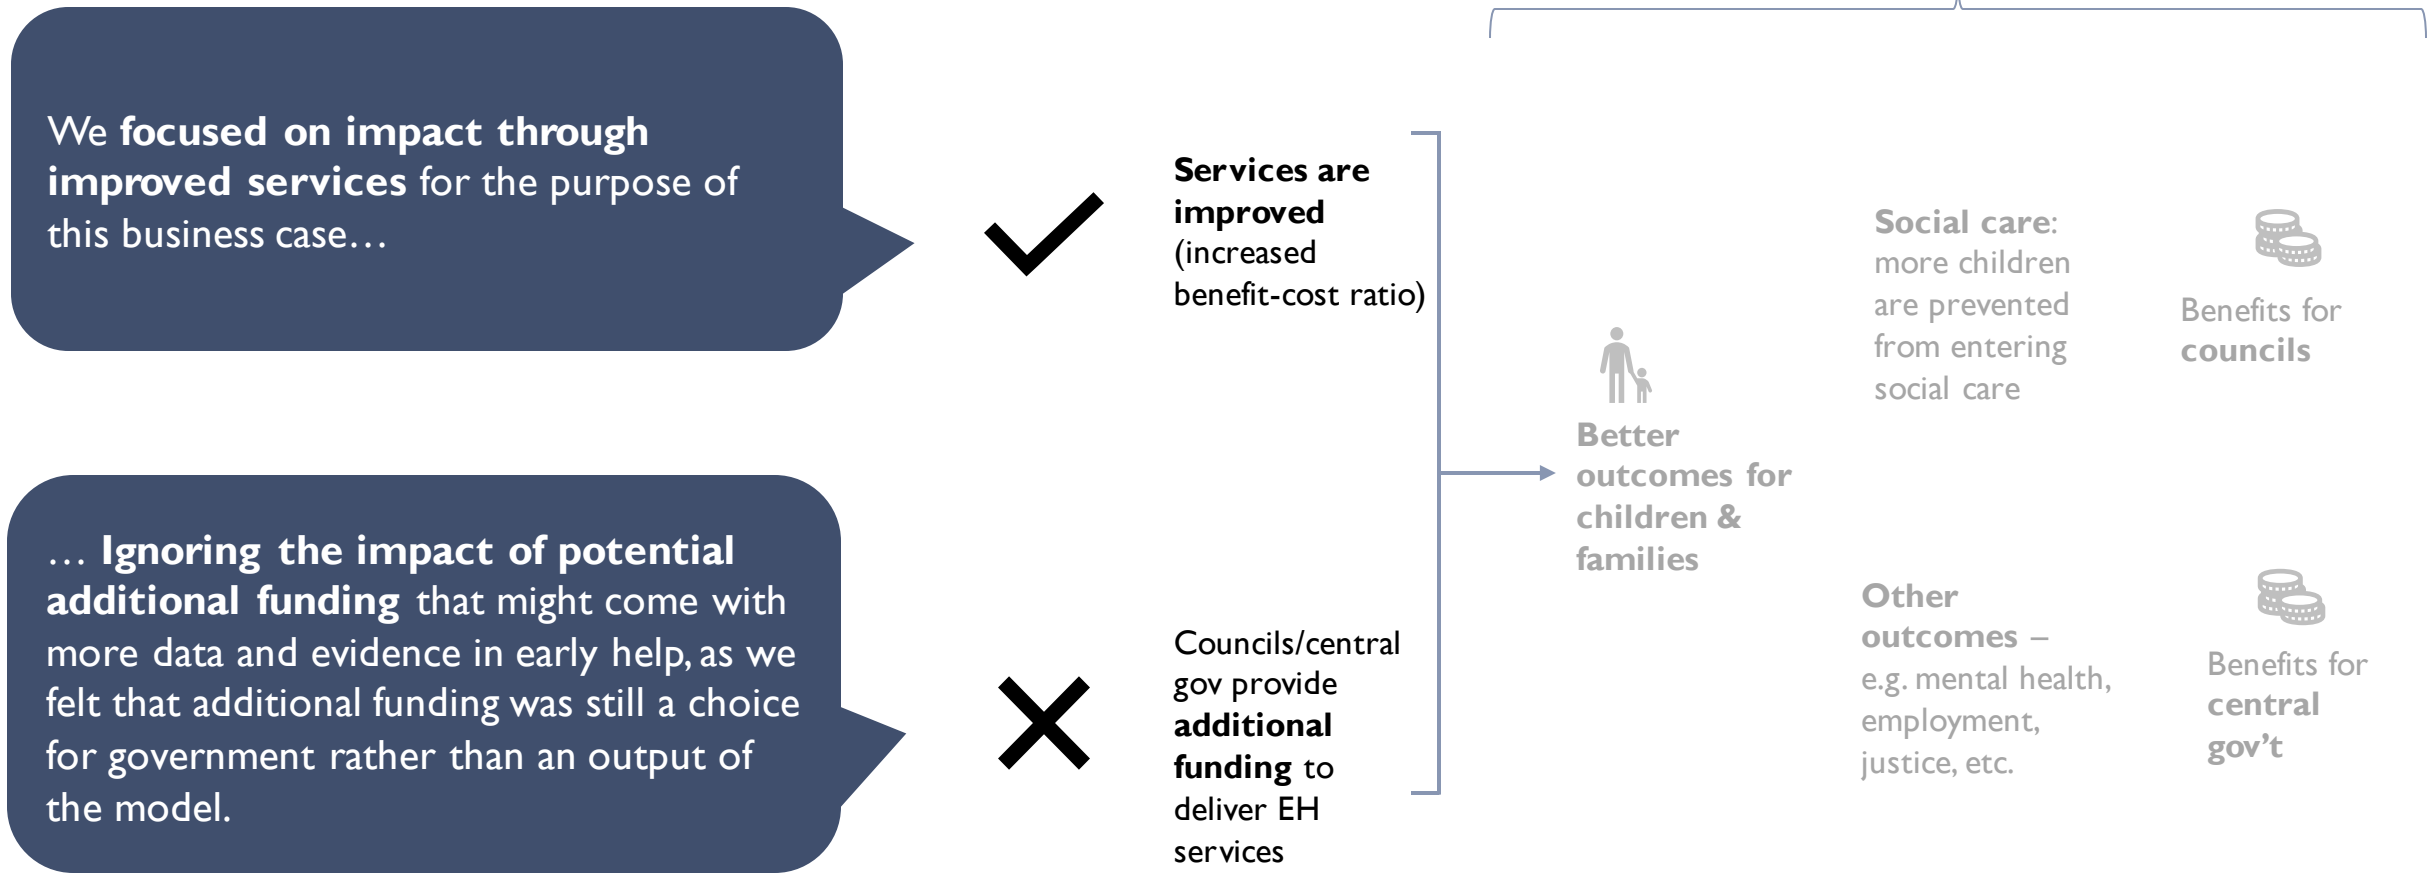 We focused on impact through
improved services for the purpose of
this business case…
… Ignoring the impact of potential
additional funding that might come with
more data and evidence in early help, as we
felt that additional funding was still a choice
for government rather than an output of
the model.
Services are
improved
(increased
benefit-cost ratio)
Councils/central
gov provide
additional
funding to
deliver EH
services
Better
outcomes for
children &
families
Social care:
more children
are prevented
from entering
social care
Other
outcomes –
e.g. mental health,
employment,
justice, etc.
Benefits for
councils
Benefits for
central
gov’t